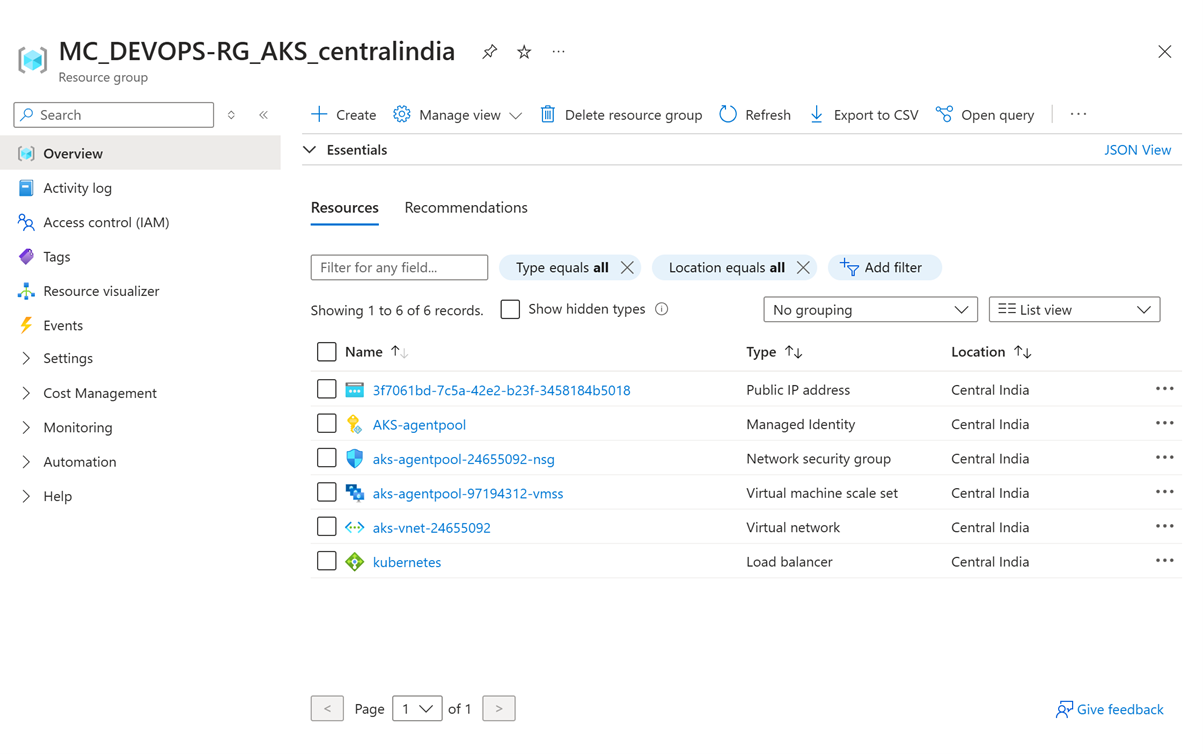 MC_DEVOPS-RG_AKS_centralindia
Resource group
Search
Create Manage view Delete resource group Refresh Export to CSV Open query
Overview
Essentials JSON View
Activity log
Access control (IAM)
Tags
Resource visualizer
Events
Settings
Cost Management
Monitoring
Automation
Help
Resources Recommendations
Filter for any field... Type equals all Location equals all Add filter
Showing 1 to 6 of 6 records. Show hidden types No grouping List view
Name Type Location
3f7061bd-7c5a-42e2-b23f-3458184b5018 Public IP address Central India
AKS-agentpool Managed Identity Central India
aks-agentpool-24655092-nsg Network security group Central India
aks-agentpool-97194312-vmss Virtual machine scale set Central India
aks-vnet-24655092 Virtual network Central India
kubernetes Load balancer Central India
< Page 1 of 1 > Give feedback